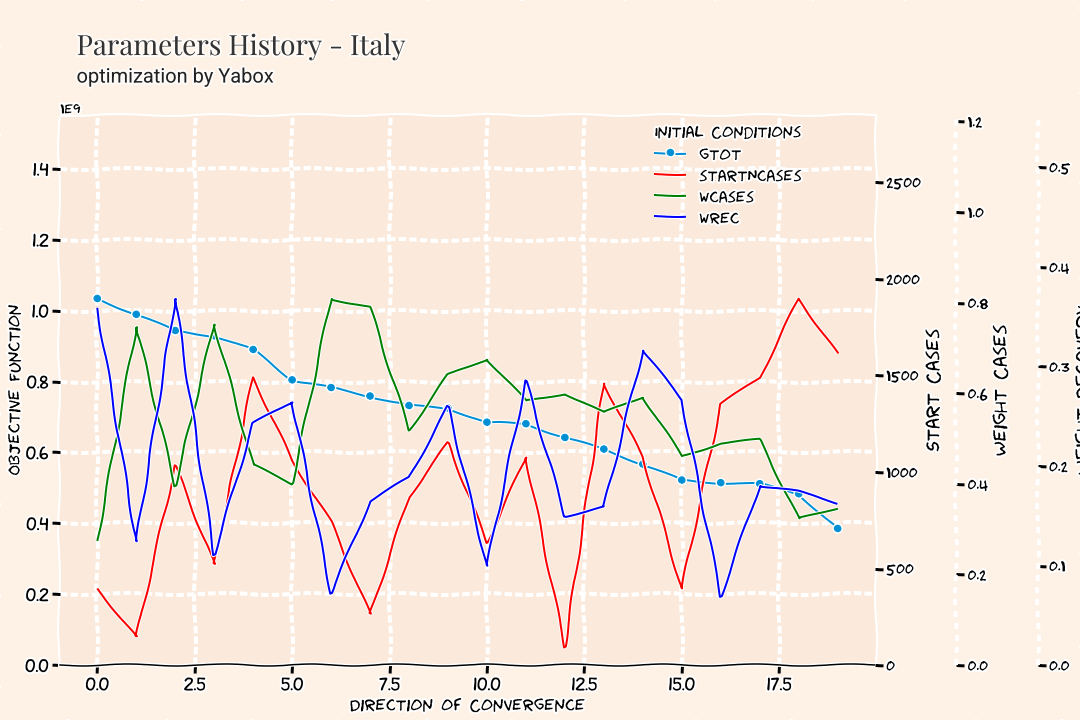 Parameters History - Italy
optimization by Yabox
1E9
INITIAL CONDITIONS
GTOT
STARTNCASES
WCASES
WREC
OBJECTIVE FUNCTION
1.4
1.2
1.0
0.8
0.6
0.4
0.2
0.0
0.0 2.5 5.0 7.5 10.0 12.5 15.0 17.5
DIRECTION OF CONVERGENCE
2500
2000
1500
1000
500
0
START CASES
1.2
1.0
0.8
0.6
0.4
0.2
0.0
WEIGHT CASES
0.5
0.4
0.3
0.2
0.1
0.0